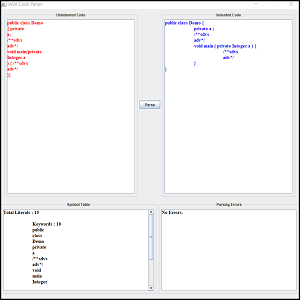 JAVA Code Parser
Unindented Code
public class Demo
{ private
a;
/**sdvs
adv*/
void main(private
Integer a
) { /**sdvs
adv*/
}}
Parse
Indented Code
public class Demo {
private a ;
/**sdvs
adv*/
void main ( private Integer a ) {
/**sdvs
adv*/
}
}
Symbol Table
Total Literals : 19
Keywords : 10
public
class
Demo
private
a
/**sdvs
adv*/
void
main
Integer
Parsing Errors
No Errors.